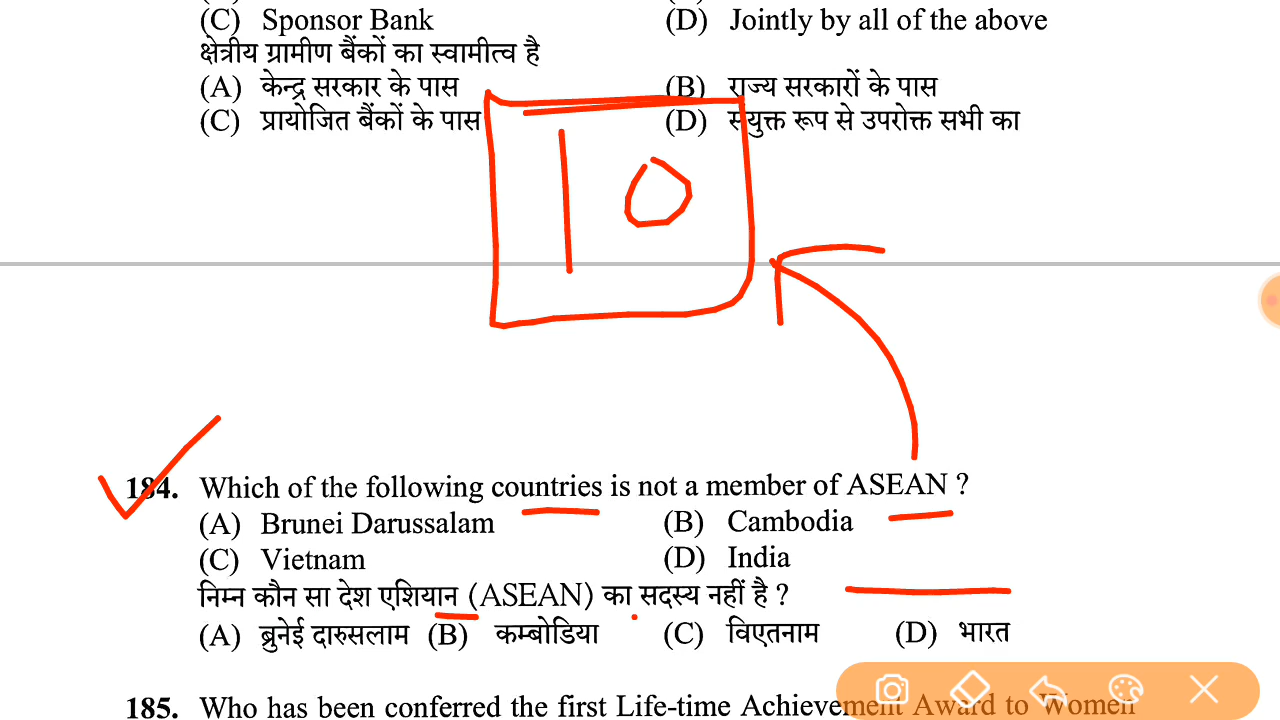 (C) Sponsor Bank (D) Jointly by all of the above
क्षेत्रीय ग्रामीण बैंकों का स्वामीत्व है
(A) केन्द्र सरकार के पास (B) राज्य सरकारों के पास
(C) प्रायोजित बैंकों के पास (D) संयुक्त रूप से उपरोक्त सभी का
10
184. Which of the following countries is not a member of ASEAN ?
(A) Brunei Darussalam (B) Cambodia
(C) Vietnam (D) India
निम्न कौन सा देश एशियान (ASEAN) का सदस्य नहीं है ?
(A) ब्रुनेई दारुसलाम (B) कम्बोडिया (C) विएतनाम (D) भारत
185. Who has been conferred the first Life-time Achievement Award to Women